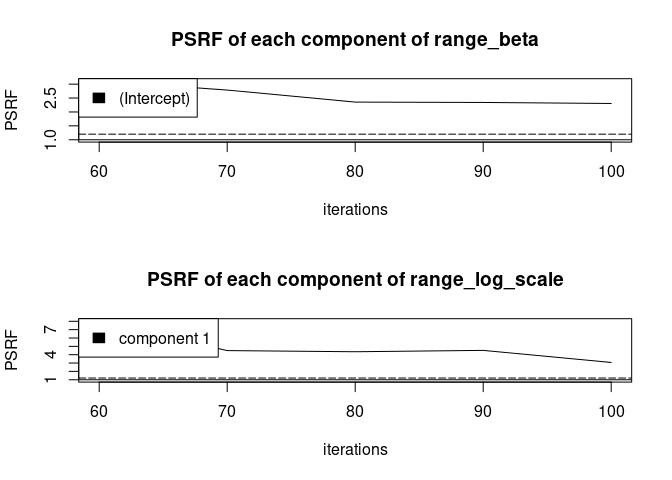 PSRF of each component of range_beta
PSRF
2.5
1.0
(Intercept)
60 70 80 90 100
iterations
PSRF of each component of range_log_scale
PSRF
7
4
1
component 1
60 70 80 90 100
iterations